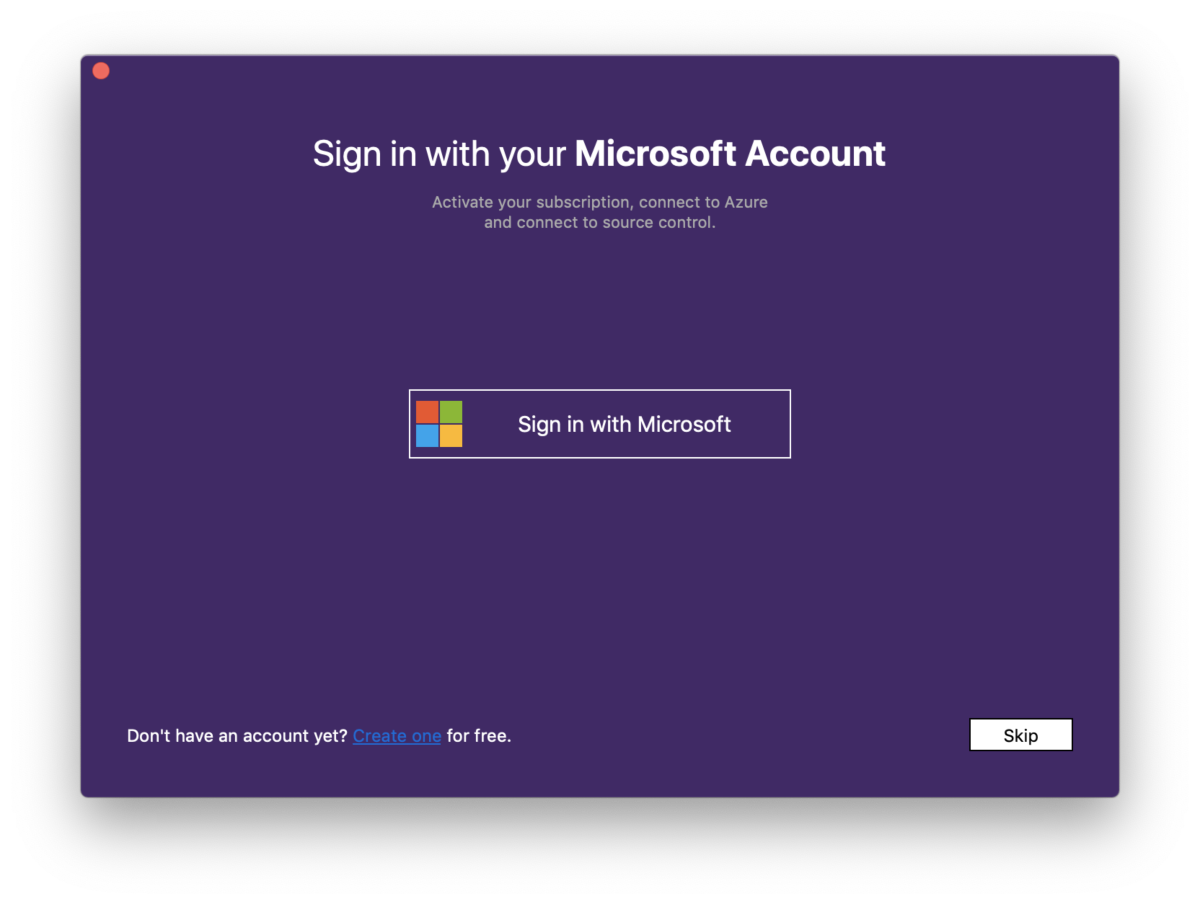 Sign in with your Microsoft Account
Activate your subscription, connect to Azure
and connect to source control.
Sign in with Microsoft
Don't have an account yet? Create one for free.
Skip